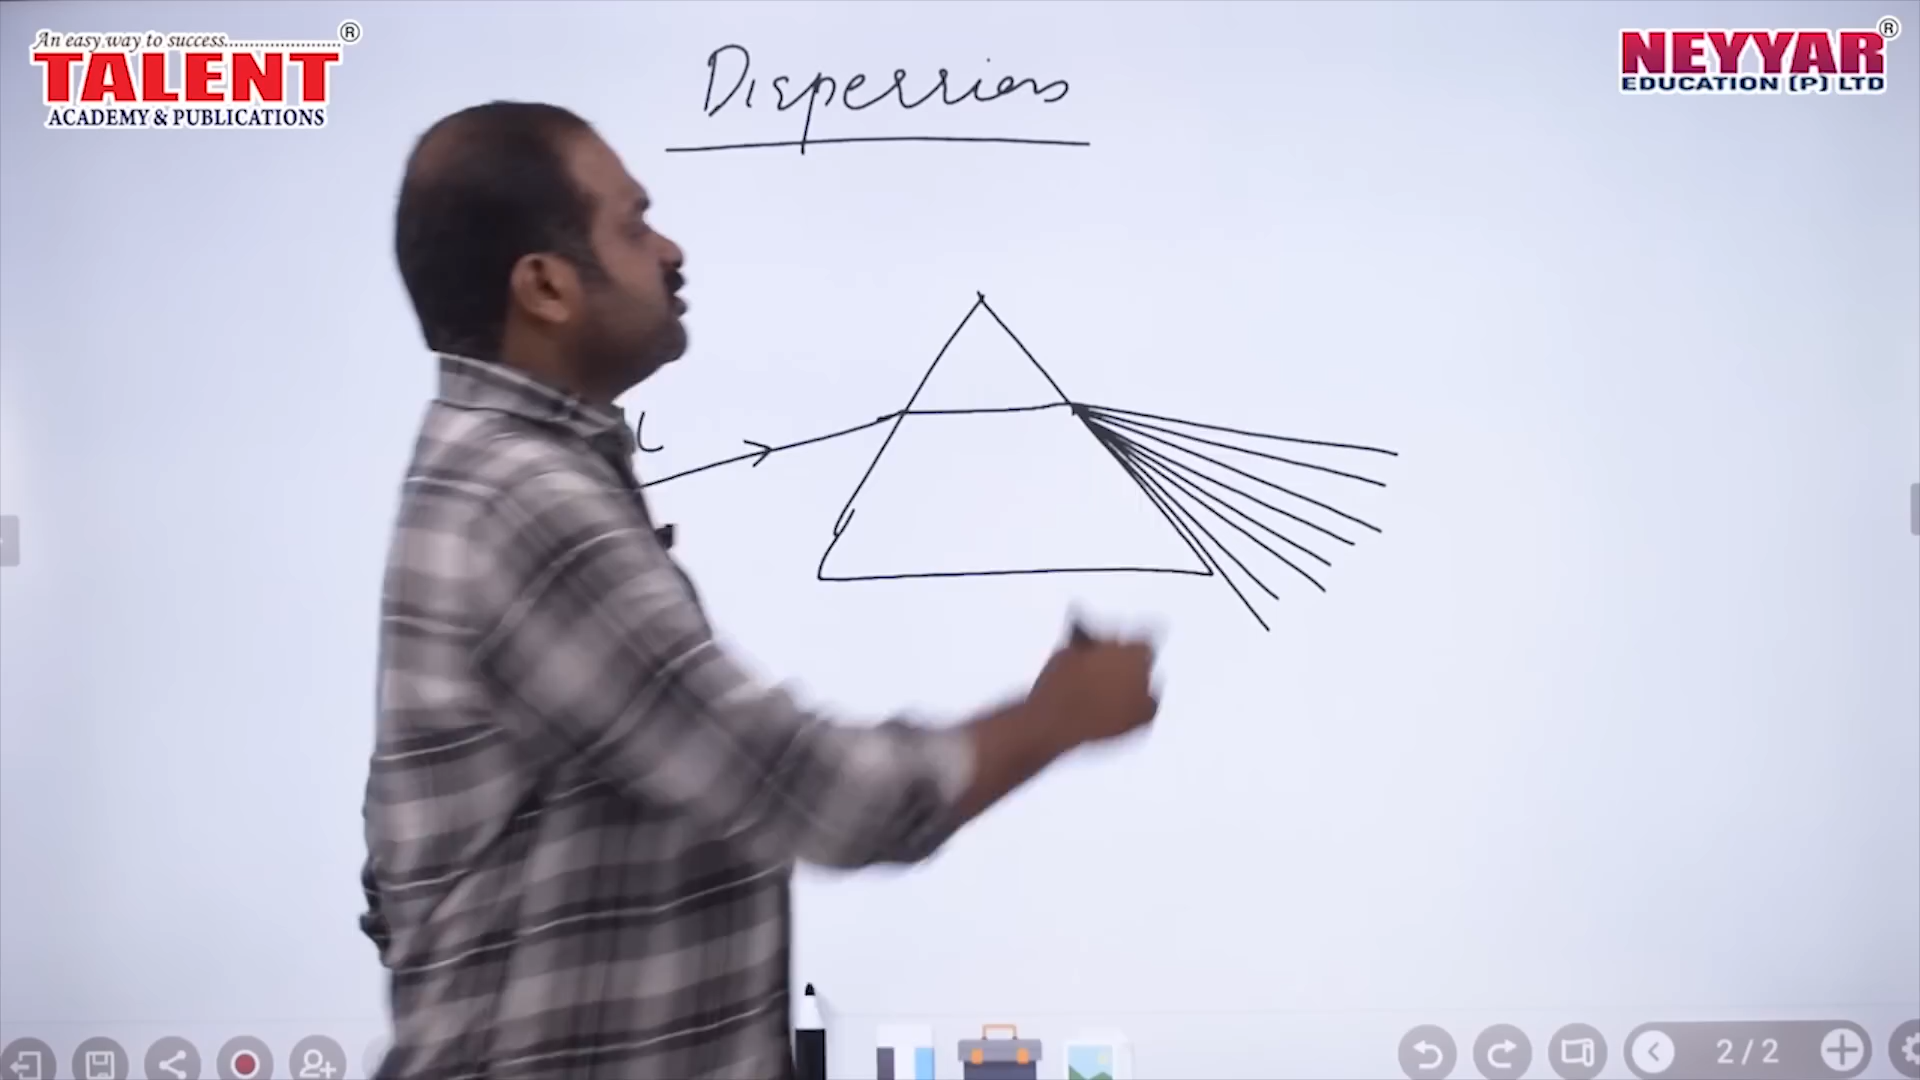 An easy way to success........................ ®
TALENT
ACADEMY & PUBLICATIONS
Dispersion
NEYYAR ®
EDUCATION (P) LTD
L
2/2